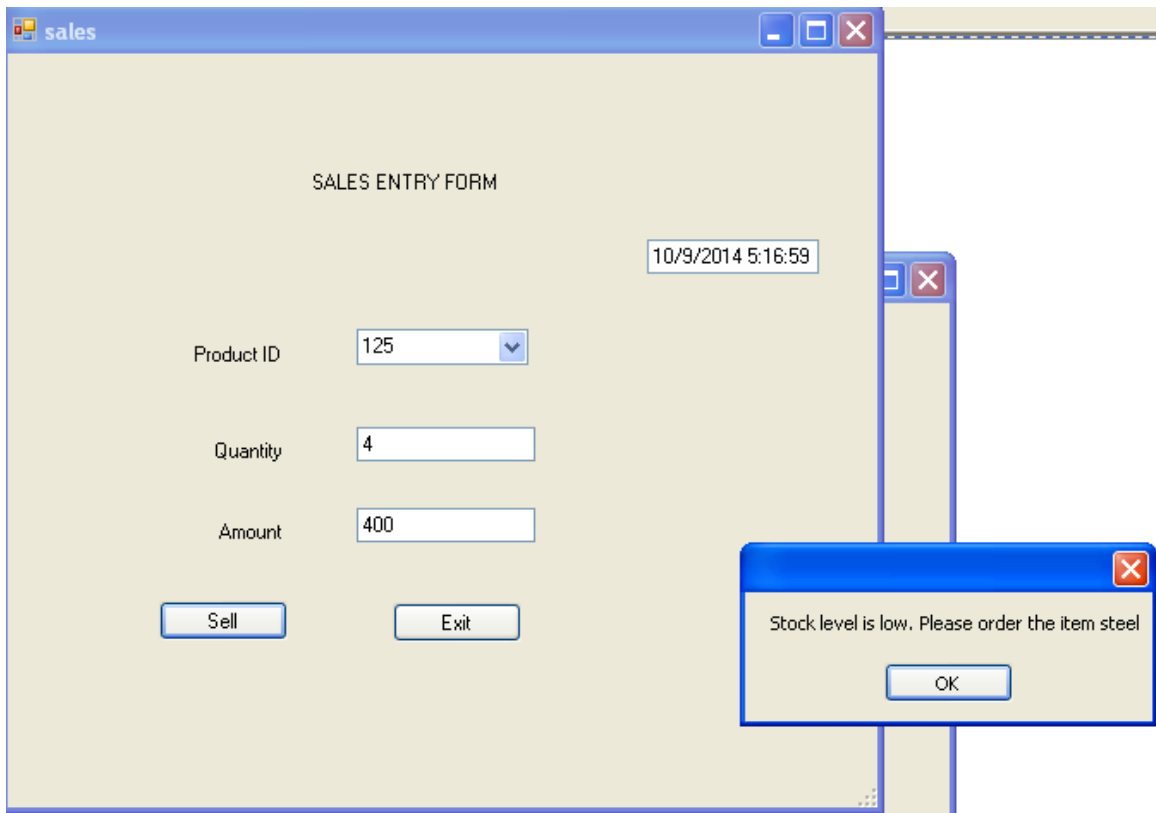 sales
SALES ENTRY FORM
10/9/2014 5:16:59
Product ID
125
Quantity
4
Amount
400
Sell
Exit
Stock level is low. Please order the item steel
OK